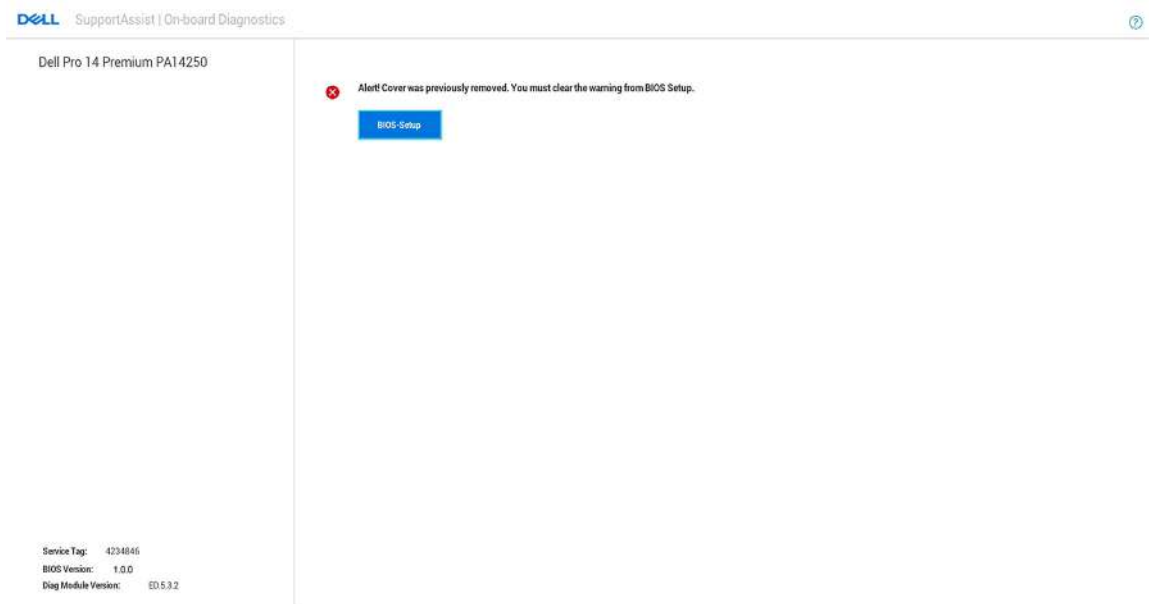 DELL SupportAssist | On-board Diagnostics
Dell Pro 14 Premium PA14250
Alert! Cover was previously removed. You must clear the warning from BIOS Setup.
BIOS-Setup
Service Tag: 4234846
BIOS Version: 1.0.0
Diag Module Version: ED.5.3.2